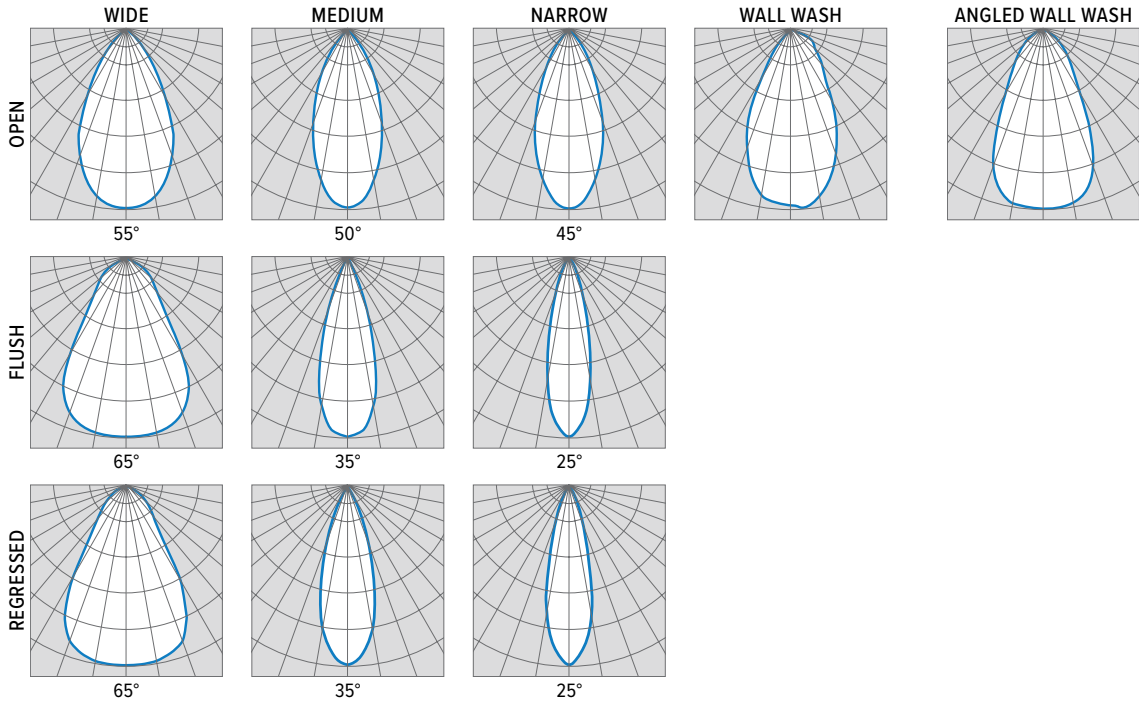 WIDE MEDIUM NARROW WALL WASH ANGLED WALL WASH
OPEN
55° 50° 45°
FLUSH
65° 35° 25°
REGRESSED
65° 35° 25°